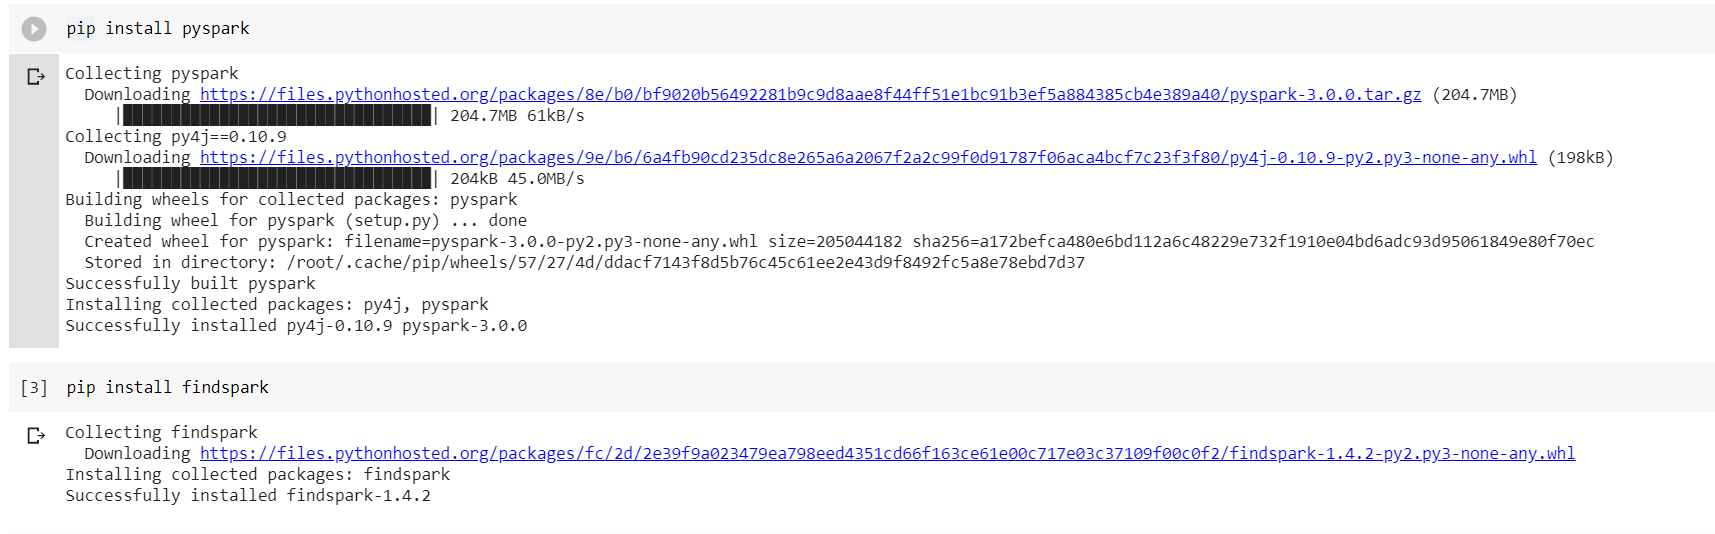 pip install pyspark
Collecting pyspark
Downloading https://files.pythonhosted.org/packages/8e/b0/bf9020b56492281b9c9d8aae8f44ff51e1bc91b3ef5a884385cb4e389a40/pyspark-3.0.0.tar.gz (204.7MB)
|████████████████████████████████| 204.7MB 61kB/s
Collecting py4j==0.10.9
Downloading https://files.pythonhosted.org/packages/9e/b6/6a4fb90cd235dc8e265a6a2067f2a2c99f0d91787f06aca4bcf7c23f3f80/py4j-0.10.9-py2.py3-none-any.whl (198kB)
|████████████████████████████████| 204kB 45.0MB/s
Building wheels for collected packages: pyspark
Building wheel for pyspark (setup.py) ... done
Created wheel for pyspark: filename=pyspark-3.0.0-py2.py3-none-any.whl size=205044182 sha256=a172befca480e6bd112a6c48229e732f1910e04bd6adc93d95061849e80f70ec
Stored in directory: /root/.cache/pip/wheels/57/27/4d/ddacf7143f8d5b76c45c61ee2e43d9f8492fc5a8e78ebd7d37
Successfully built pyspark
Installing collected packages: py4j, pyspark
Successfully installed py4j-0.10.9 pyspark-3.0.0
[3] pip install findspark
Collecting findspark
Downloading https://files.pythonhosted.org/packages/fc/2d/2e39f9a023479ea798eed4351cd66f163ce61e00c717e03c37109f00c0f2/findspark-1.4.2-py2.py3-none-any.whl
Installing collected packages: findspark
Successfully installed findspark-1.4.2